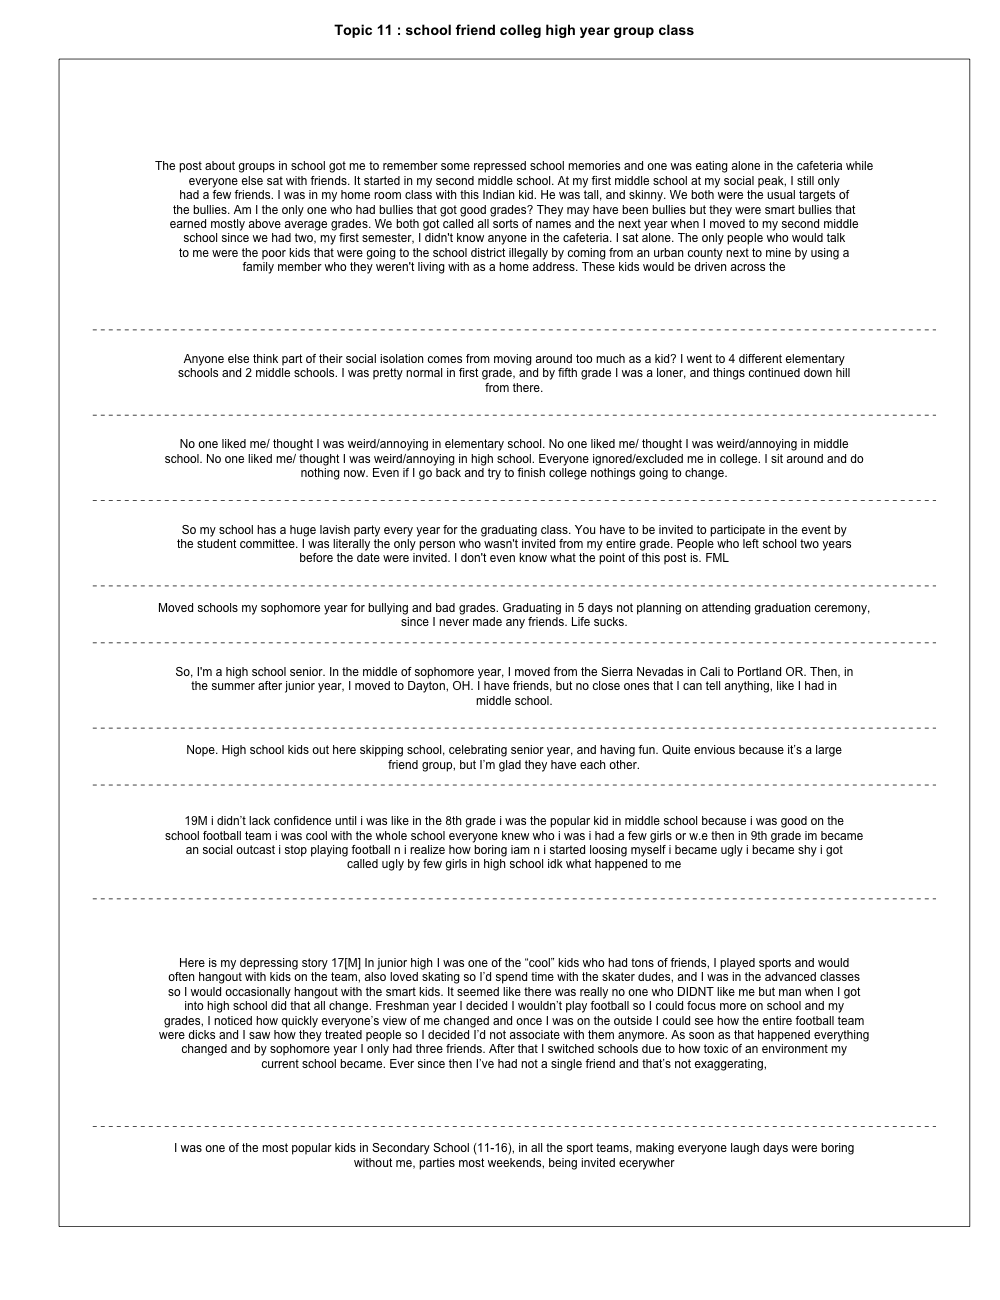 Topic 11 : school friend colleg high year group class
The post about groups in school got me to remember some repressed school memories and one was eating alone in the cafeteria while
everyone else sat with friends. It started in my second middle school. At my first middle school at my social peak, I still only
had a few friends. I was in my home room class with this Indian kid. He was tall, and skinny. We both were the usual targets of
the bullies. Am I the only one who had bullies that got good grades? They may have been bullies but they were smart bullies that
earned mostly above average grades. We both got called all sorts of names and the next year when I moved to my second middle
school since we had two, my first semester, I didn't know anyone in the cafeteria. I sat alone. The only people who would talk
to me were the poor kids that were going to the school district illegally by coming from an urban county next to mine by using a
family member who they weren't living with as a home address. These kids would be driven across the
Anyone else think part of their social isolation comes from moving around too much as a kid? I went to 4 different elementary
schools and 2 middle schools. I was pretty normal in first grade, and by fifth grade I was a loner, and things continued down hill
from there.
No one liked me/ thought I was weird/annoying in elementary school. No one liked me/ thought I was weird/annoying in middle
school. No one liked me/ thought I was weird/annoying in high school. Everyone ignored/excluded me in college. I sit around and do
nothing now. Even if I go back and try to finish college nothings going to change.
So my school has a huge lavish party every year for the graduating class. You have to be invited to participate in the event by
the student committee. I was literally the only person who wasn't invited from my entire grade. People who left school two years
before the date were invited. I don't even know what the point of this post is. FML
Moved schools my sophomore year for bullying and bad grades. Graduating in 5 days not planning on attending graduation ceremony,
since I never made any friends. Life sucks.
So, I'm a high school senior. In the middle of sophomore year, I moved from the Sierra Nevadas in Cali to Portland OR. Then, in
the summer after junior year, I moved to Dayton, OH. I have friends, but no close ones that I can tell anything, like I had in
middle school.
Nope. High school kids out here skipping school, celebrating senior year, and having fun. Quite envious because it’s a large
friend group, but I’m glad they have each other.
19M i didn’t lack confidence until i was like in the 8th grade i was the popular kid in middle school because i was good on the
school football team i was cool with the whole school everyone knew who i was i had a few girls or w.e then in 9th grade im became
an social outcast i stop playing football n i realize how boring iam n i started loosing myself i became ugly i became shy i got
called ugly by few girls in high school idk what happened to me
Here is my depressing story 17[M] In junior high I was one of the “cool” kids who had tons of friends, I played sports and would
often hangout with kids on the team, also loved skating so I’d spend time with the skater dudes, and I was in the advanced classes
so I would occasionally hangout with the smart kids. It seemed like there was really no one who DIDNT like me but man when I got
into high school did that all change. Freshman year I decided I wouldn’t play football so I could focus more on school and my
grades, I noticed how quickly everyone’s view of me changed and once I was on the outside I could see how the entire football team
were dicks and I saw how they treated people so I decided I’d not associate with them anymore. As soon as that happened everything
changed and by sophomore year I only had three friends. After that I switched schools due to how toxic of an environment my
current school became. Ever since then I’ve had not a single friend and that’s not exaggerating,
I was one of the most popular kids in Secondary School (11-16), in all the sport teams, making everyone laugh days were boring
without me, parties most weekends, being invited ecerywher